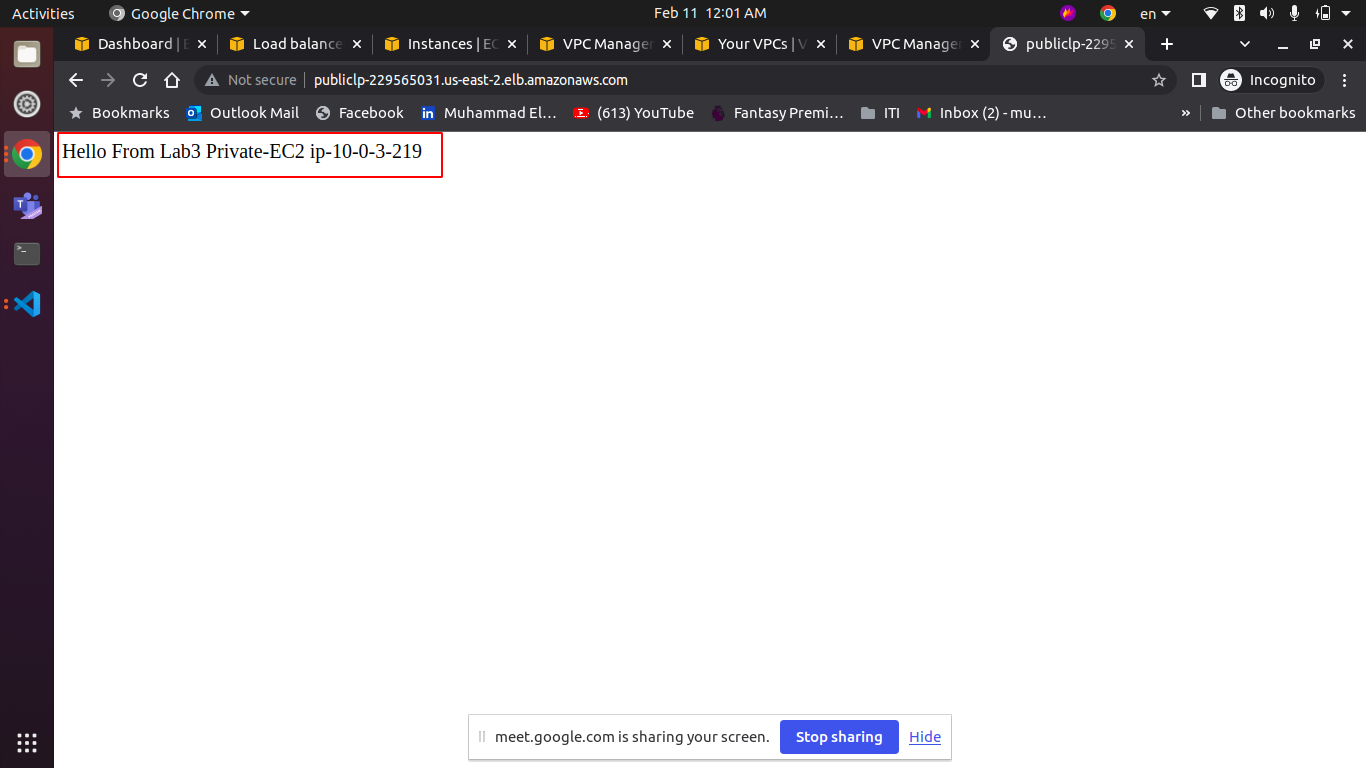 Activities Google Chrome Feb 11 12:01 AM en
Dashboard | E Load balance Instances | EC VPC Manager Your VPCs | V VPC Manager publiclp-2295
Not secure publiclp-229565031.us-east-2.elb.amazonaws.com Incognito
Bookmarks Outlook Mail Facebook Muhammad El… (613) YouTube Fantasy Premi… ITI Inbox (2) - mu… » Other bookmarks
Hello From Lab3 Private-EC2 ip-10-0-3-219
meet.google.com is sharing your screen. Stop sharing Hide